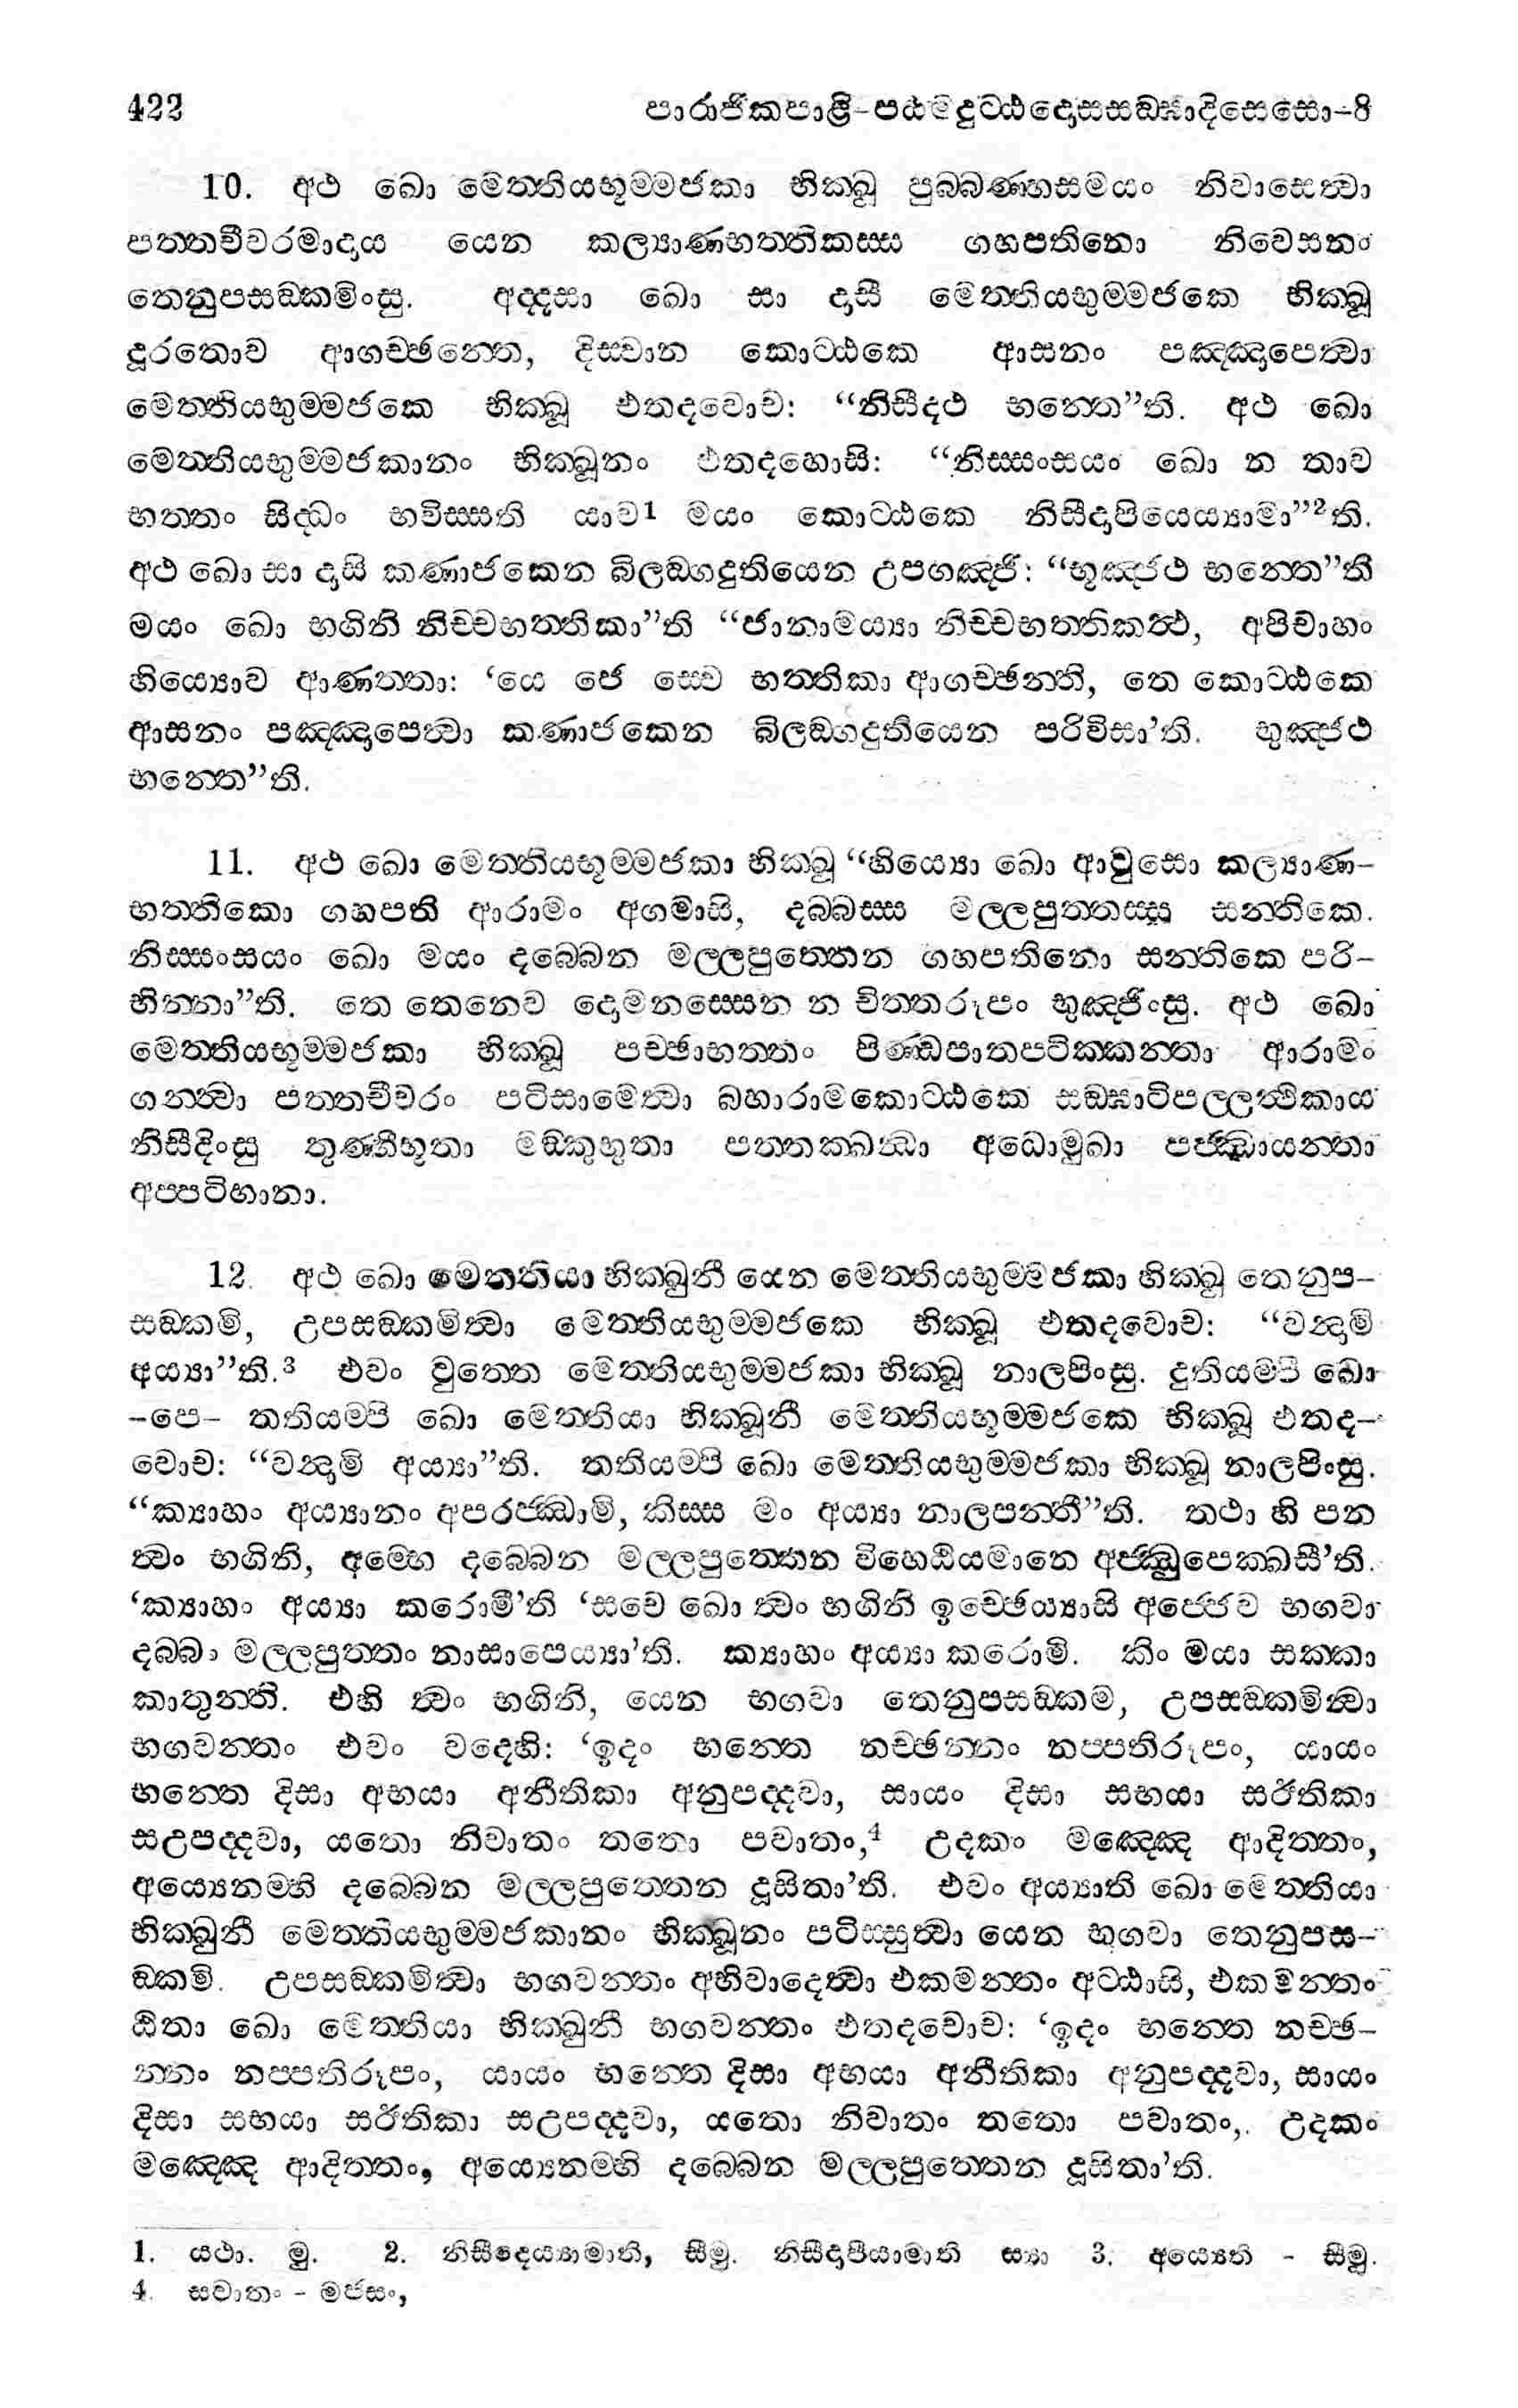 422 පාරාජිකපාළි-පඨමදුට්ඨදොසසඞ්ඝාදිසෙසො-8
10. අථ ඛො මෙත්තියභුම්මජකා භික්ඛූ පුබ්බණ්හසමයං නිවාසෙත්වා
පත්තචීවරමාදාය යෙන කල්‍යාණභත්තිකස්ස ගහපතිනො නිවෙසනං
තෙනුපසඞ්කමිංසු. අද්දසා ඛො සා දාසී මෙත්තියභුම්මජකෙ භික්ඛූ
දූරතොව ආගච්ඡන්තෙ, දිස්වාන කොට්ඨකෙ ආසනං පඤ්ඤාපෙත්වා
මෙත්තියභුම්මජකෙ භික්ඛූ එතදවොච: “නිසීදථ භන්තෙ”ති. අථ ඛො
මෙත්තියභුම්මජකානං භික්ඛූනං එතදහොසි: “නිස්සංසයං ඛො න තාව
භත්තං සිද්ධං භවිස්සති යාව1 මයං කොට්ඨකෙ නිසීදාපියෙය්‍යාමා”2ති.
අථ ඛො සා දාසි කණාජකෙන බිලඞ්ගදුතියෙන උපගඤ්ඡි: “භුඤ්ජථ භන්තෙ”ති
මයං ඛො භගිනි නිච්චභත්තිකා”ති “ජානාමය්‍යා නිච්චභත්තිකත්ථ, අපිචාහං
හියෙ‍්‍යාව ආණත්තා: ‘යෙ ජෙ ස්වෙ භත්තිකා ආගච්ඡන්ති, තෙ කොට්ඨකෙ
ආසනං පඤ්ඤාපෙත්වා කණාජකෙන බිලඞ්ගදුතියෙන පරිවිසා’ති. භුඤ්ජථ
භන්තෙ”ති.
11. අථ ඛො මෙත්තියභුම්මජකා භික්ඛූ “හියෙ‍්‍යා ඛො ආවුසො කල්‍යාණ-
භත්තිකො ගහපති ආරාමං අගමාසි, දබ්බස්ස මල්ලපුත්තස්ස සන්තිකෙ.
නිස්සංසයං ඛො මයං දබ්බෙන මල්ලපුත්තෙන ගහපතිනො සන්තිකෙ පරි-
භින්නා”ති. තෙ තෙනෙව දොමනස්සෙන න චිත්තරූපං භුඤ්ජිංසු. අථ ඛො
මෙත්තියභුම්මජකා භික්ඛූ පච්ඡාභත්තං පිණ්ඩපාතපටික්කන්තා ආරාමං
ගන්ත්වා පත්තචීවරං පටිසාමෙත්වා බහාරාමකොට්ඨකෙ සඞ්ඝාටිපල්ලත්ථිකාය
නිසීදිංසු තුණ්හීභූතා මඞ්කුභූතා පත්තක්ඛන්ධා අධොමුඛා පජ්ඣායන්තා
අප්පටිභානා.
12. අථ ඛො මෙත්තියා භික්ඛුනී යෙන මෙත්තියභුම්මජකා භික්ඛූ තෙනුප-
සඞ්කමි, උපසඞ්කමිත්වා මෙත්තියභුම්මජකෙ භික්ඛූ එතදවොච: “වන්දාමි
අය්‍යා”ති.3 එවං වුත්තෙ මෙත්තියභුම්මජකා භික්ඛූ නාලපිංසු. දුතියම්පි ඛො
-පෙ- තතියම්පි ඛො මෙත්තියා භික්ඛුනී මෙත්තියභුම්මජකෙ භික්ඛූ එතද-
වොච: “වන්දාමි අය්‍යා”ති. තතියම්පි ඛො මෙත්තියභුම්මජකා භික්ඛූ නාලපිංසු.
“ක්‍යාහං අය්‍යානං අපරජ්ඣාමි, කිස්ස මං අය්‍යා නාලපන්තී”ති. තථා හි පන
ත්වං භගිනි, අම්හෙ දබ්බෙන මල්ලපුත්තෙන විහෙඨියමානෙ අජ්ඣුපෙක්ඛසී’ති.
‘ක්‍යාහං අය්‍යා කරොමී’ති ‘සචෙ ඛො ත්වං භගිනි ඉච්ඡෙය්‍යාසි අජ්ජෙව භගවා
දබ්බං මල්ලපුත්තං නාසාපෙය්‍යා’ති. ක්‍යාහං අය්‍යා කරොමි. කිං මයා සක්කා
කාතුන්ති. එහි ත්වං භගිනි, යෙන භගවා තෙනුපසඞ්කම, උපසඞ්කමිත්වා
භගවන්තං එවං වදෙහි: ‘ඉදං භන්තෙ නච්ඡන්නං නප්පතිරූපං, යායං
භන්තෙ දිසා අභයා අනීතිකා අනුපද්දවා, සායං දිසා සභයා සඊතිකා
සඋපද්දවා, යතො නිවාතං තතො පවාතං,4 උදකං මඤ්ඤෙ ආදිත්තං,
අය්‍යෙනම්හි දබ්බෙන මල්ලපුත්තෙන දූසිතා’ති. එවං අය්‍යාති ඛො මෙත්තියා
භික්ඛුනී මෙත්තියභුම්මජකානං භික්ඛූනං පටිස්සුත්වා යෙන භගවා තෙනුපස-
ඞ්කමි. උපසඞ්කමිත්වා භගවන්තං අභිවාදෙත්වා එකමන්තං අට්ඨාසි, එකමන්තං
ඨිතා ඛො මෙත්තියා භික්ඛුනී භගවන්තං එතදවොච: ‘ඉදං භන්තෙ නච්ඡ-
න්නං නප්පතිරූපං, යායං භන්තෙ දිසා අභයා අනීතිකා අනුපද්දවා, සායං
දිසා සභයා සඊතිකා සඋපද්දවා, යතො නිවාතං තතො පවාතං,. උදකං
මඤ්ඤෙ ආදිත්තං, අය්‍යෙනම්හි දබ්බෙන මල්ලපුත්තෙන දූසිතා’ති.
1. යථා. මු. 2. නිසීදෙය්‍යාමාති, සීමු. නිසීදාපීයාමාති ස්‍යා 3. අය්‍යෙති - සීමු.
4. සවාතං - මජසං,